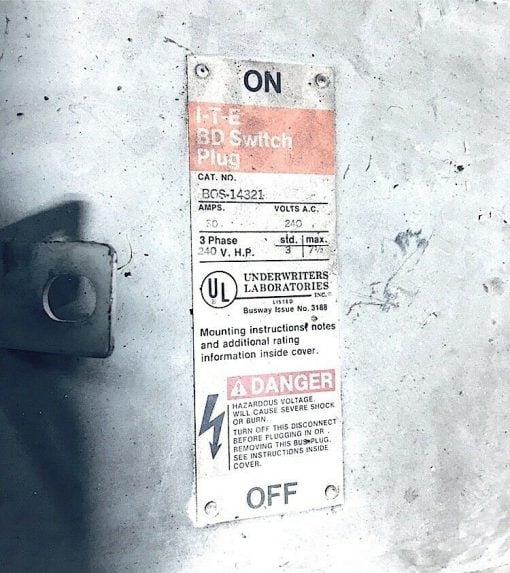 ON
I-T-E
BD Switch
Plug
CAT. NO.
BOS-14321
AMPS. VOLTS A.C.
240
3 Phase std. max.
240 V. H.P. 3 7½
UL UNDERWRITERS
LABORATORIES
INC.
LISTED
Busway Issue No. 3188
Mounting instructions, notes
and additional rating
information inside cover.
DANGER
HAZARDOUS VOLTAGE.
WILL CAUSE SEVERE SHOCK
OR BURN.
TURN OFF THIS DISCONNECT
BEFORE PLUGGING IN OR
REMOVING THIS BUS PLUG.
SEE INSTRUCTIONS INSIDE
COVER.
OFF